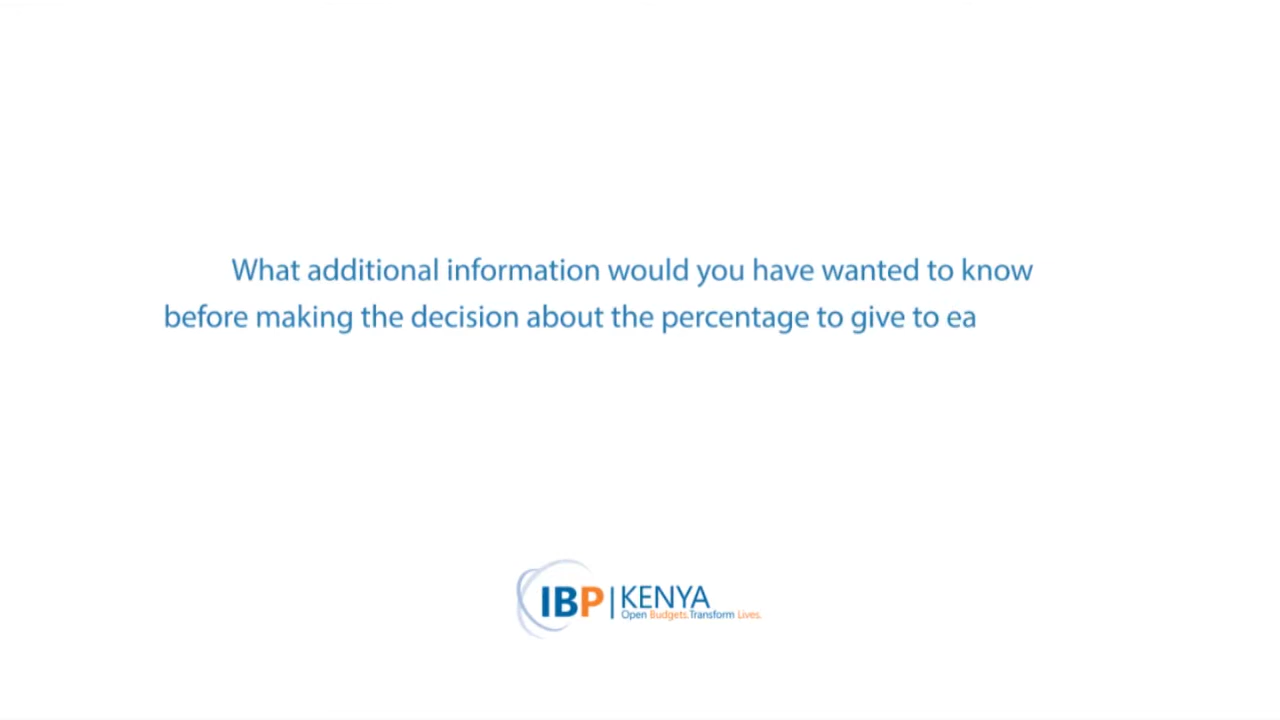 What additional information would you have wanted to know
before making the decision about the percentage to give to ea
IBP | KENYA
Open Budgets.Transform Lives.